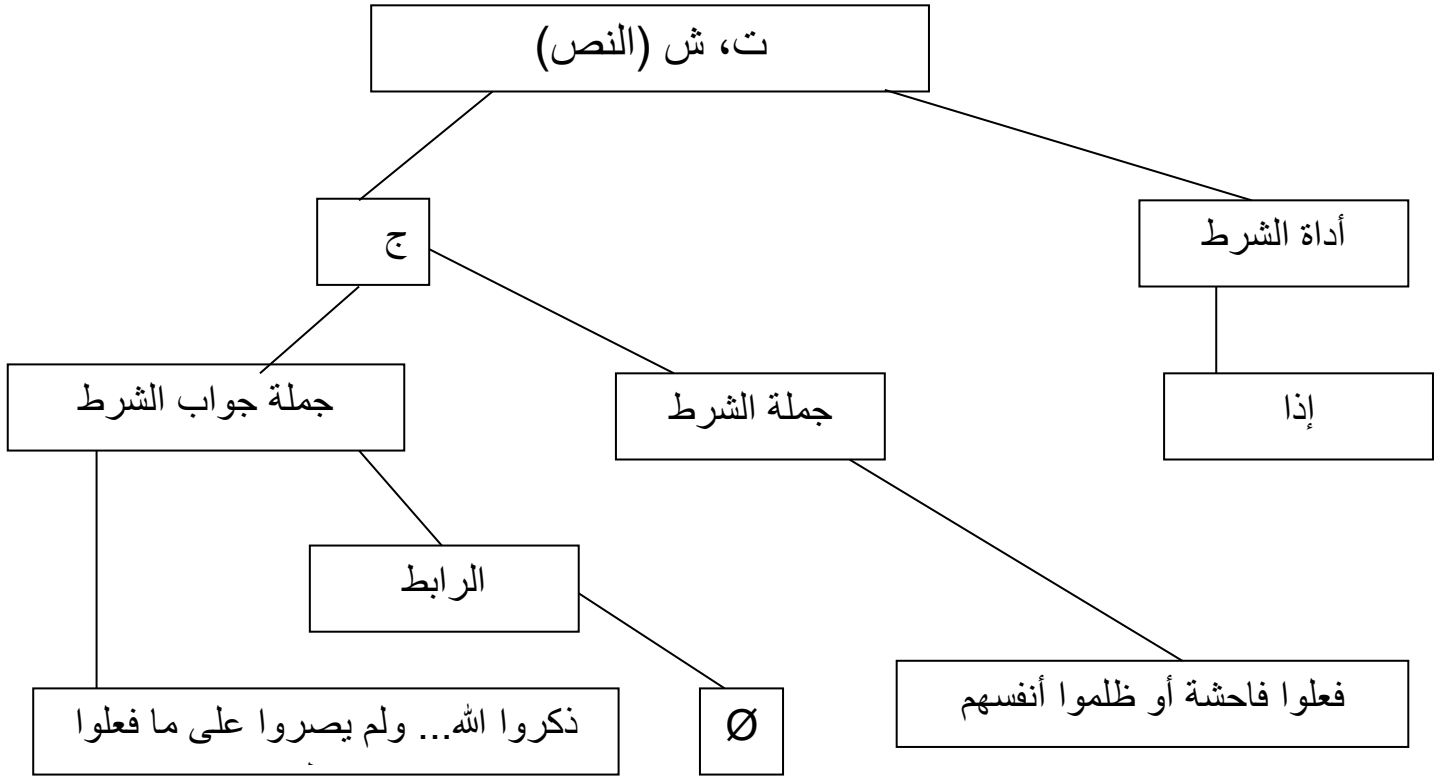 ت، ش (النص)
أداة الشرط
ج
إذا
جملة الشرط
جملة جواب الشرط
الرابط
فعلوا فاحشة أو ظلموا أنفسهم
Ø
ذكروا الله... ولم يصروا على ما فعلوا